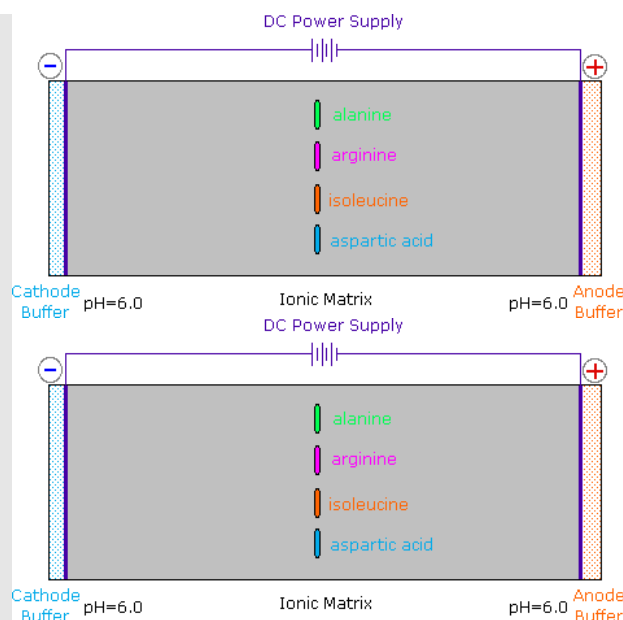 DC Power Supply
−
+
alanine
arginine
isoleucine
aspartic acid
Cathode
Buffer
pH=6.0
Ionic Matrix
pH=6.0
Anode
Buffer
DC Power Supply
−
+
alanine
arginine
isoleucine
aspartic acid
Cathode
Buffer
pH=6.0
Ionic Matrix
pH=6.0
Anode
Buffer